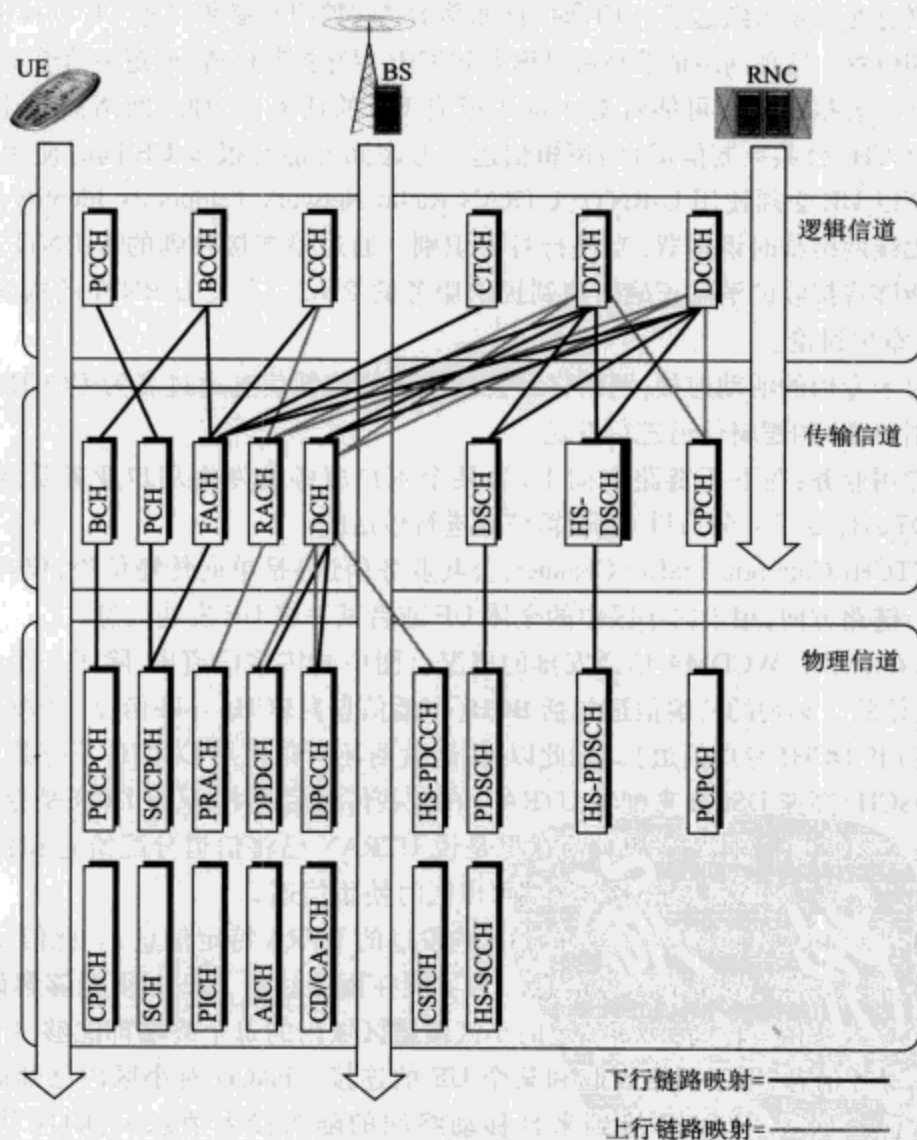 UE
BS
RNC
逻辑信道
PCCH
BCCH
CCCH
CTCH
DTCH
DCCH
传输信道
BCH
PCH
FACH
RACH
DCH
DSCH
HS-
DSCH
CPCH
物理信道
PCCPCH
SCCPCH
PRACH
DPDCH
DPCCH
HS-PDCCH
PDSCH
HS-PDSCH
PCPCH
CPICH
SCH
PICH
AICH
CD/CA-ICH
CSICH
HS-SCCH
下行链路映射=
上行链路映射=